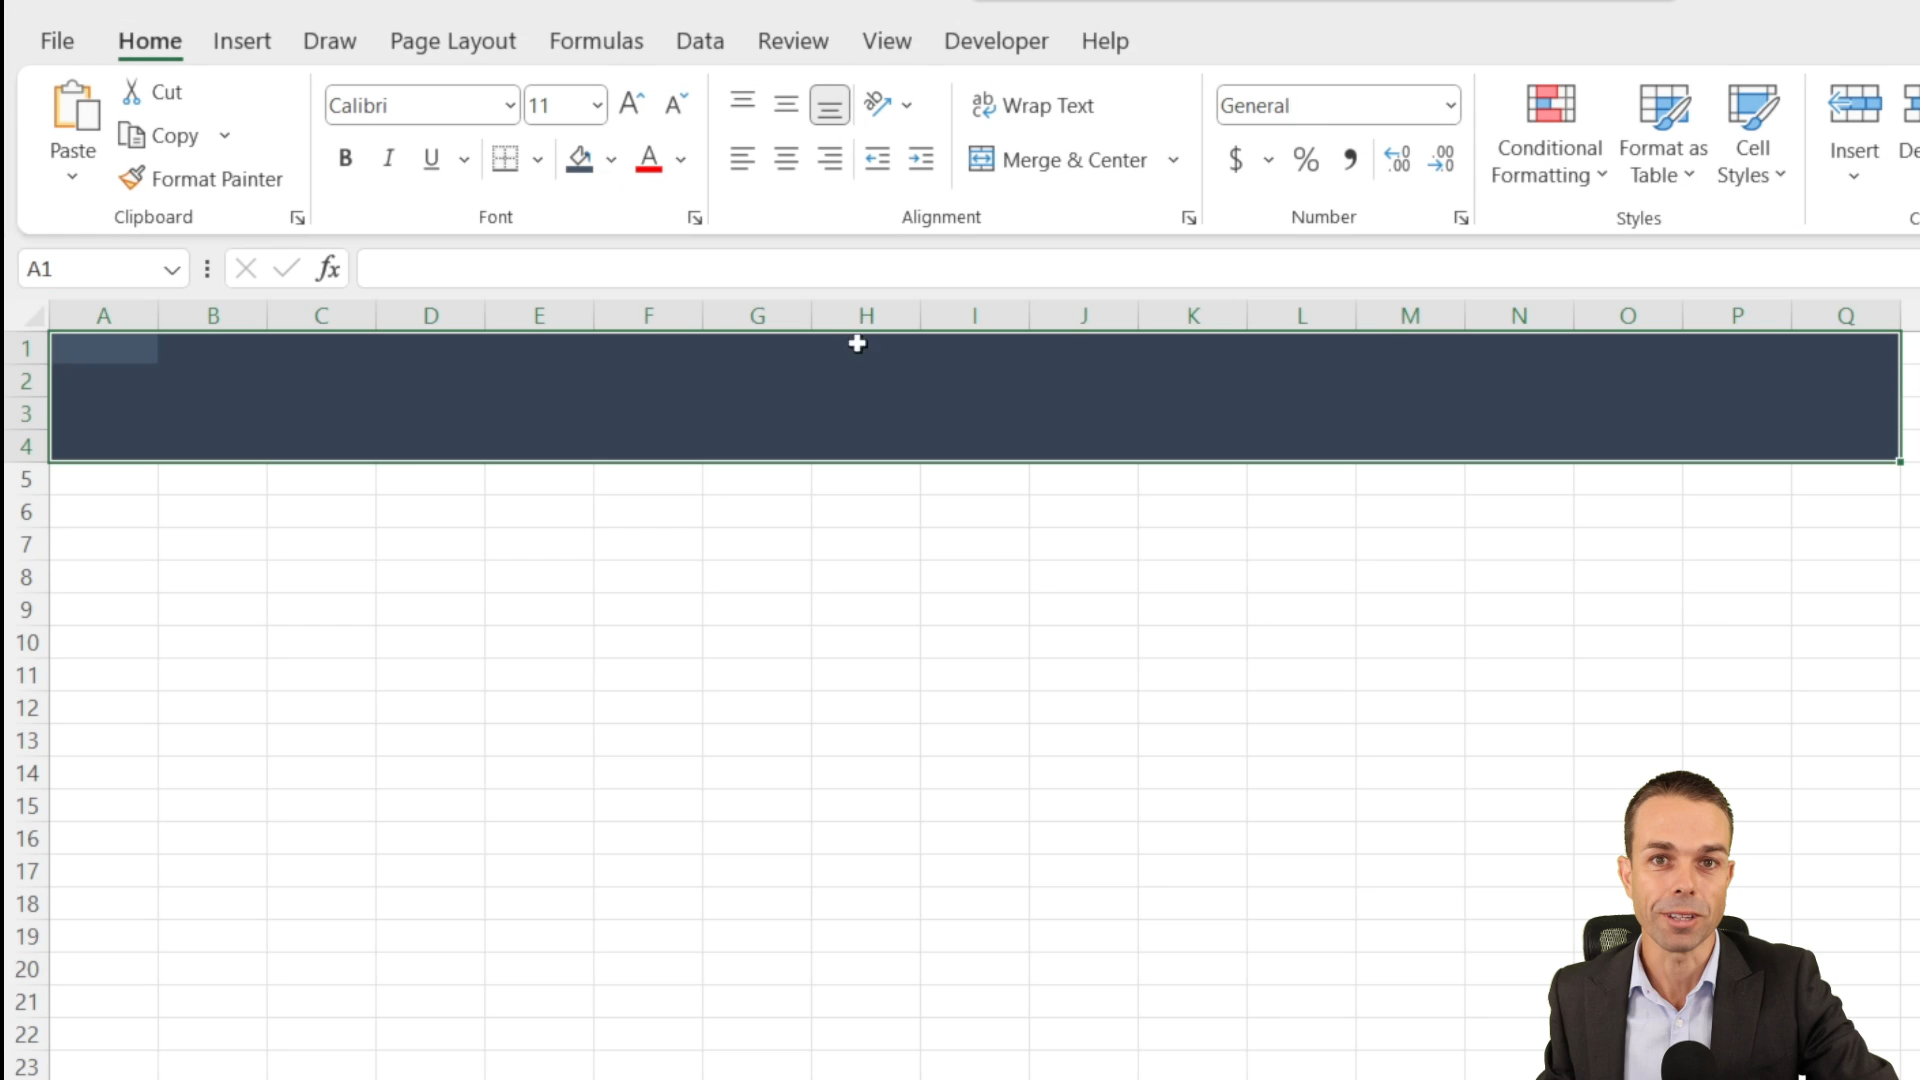 File Home Insert Draw Page Layout Formulas Data Review View Developer Help
Paste
Cut
Copy
Format Painter
Clipboard
Calibri 11 A A
B I U A
Font
ab Wrap Text
Merge & Center
Alignment
General
$ % , .00 .00
Number
Conditional Formatting
Format as Table
Cell Styles
Styles
Insert
A1 fx
A B C D E F G H I J K L M N O P Q
1
2
3
4
5
6
7
8
9
10
11
12
13
14
15
16
17
18
19
20
21
22
23